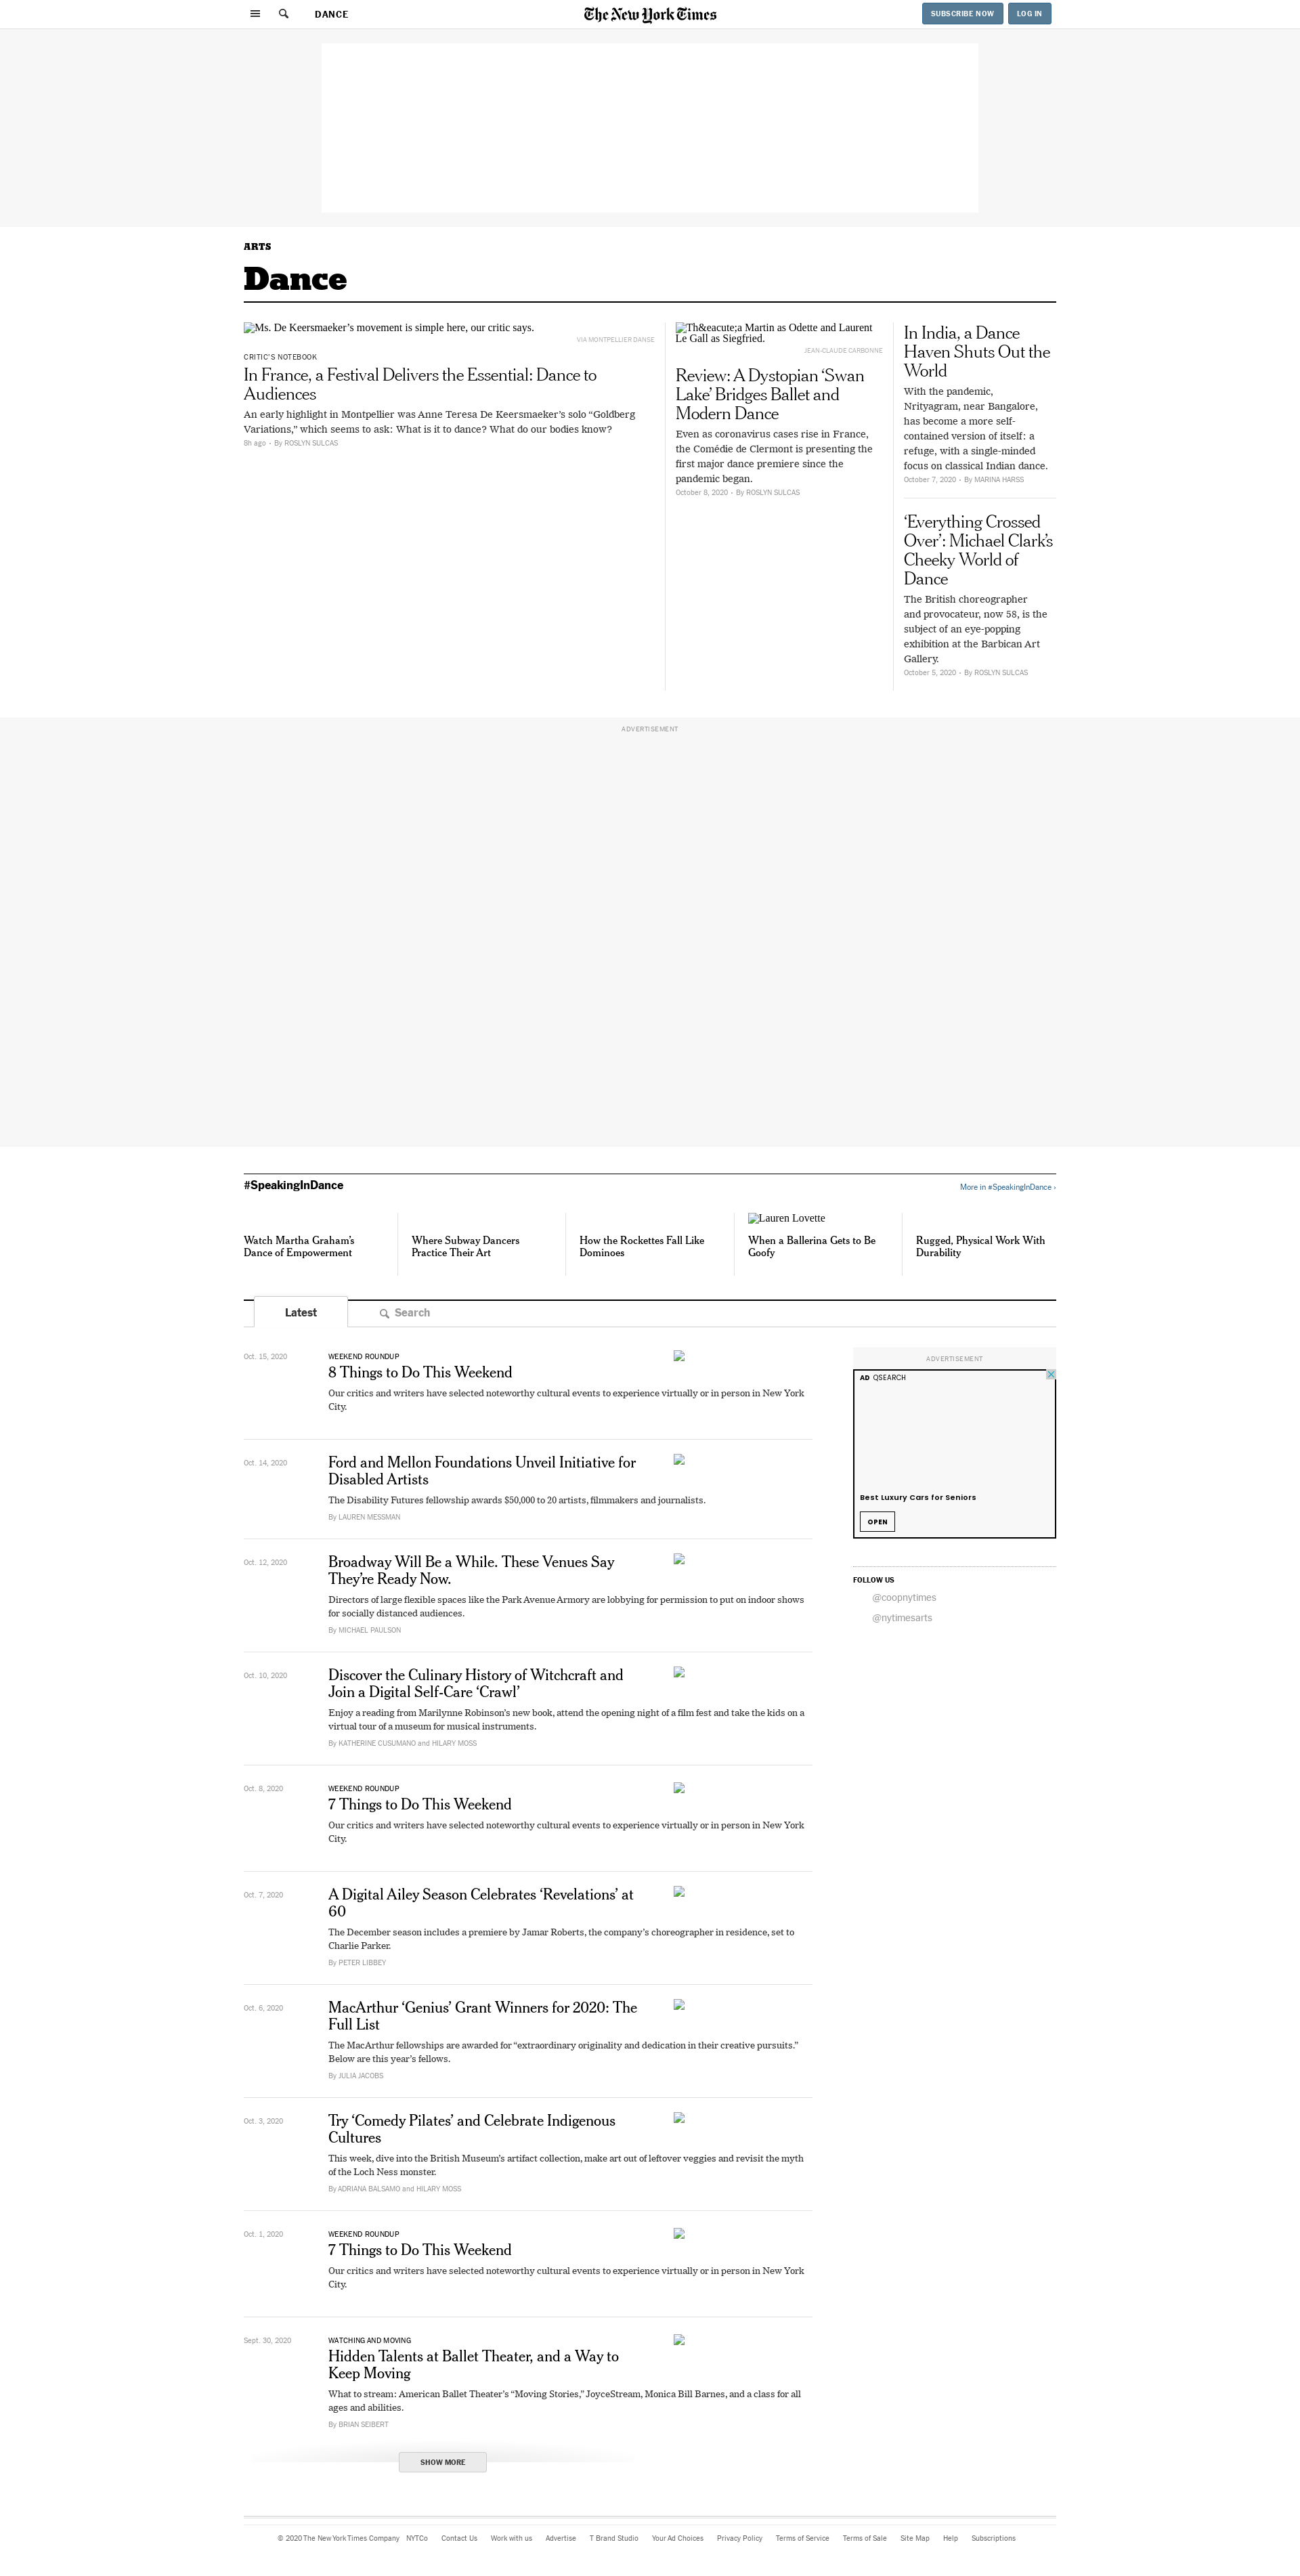 DANCE
The New York Times
SUBSCRIBE NOW
LOG IN
ARTS
Dance
Ms. De Keersmaeker’s movement is simple here, our critic says.
VIA MONTPELLIER DANSE
CRITIC’S NOTEBOOK
In France, a Festival Delivers the Essential: Dance to
Audiences
An early highlight in Montpellier was Anne Teresa De Keersmaeker’s solo “Goldberg
Variations,” which seems to ask: What is it to dance? What do our bodies know?
8h ago • By ROSLYN SULCAS
Th&eacute;a Martin as Odette and Laurent
Le Gall as Siegfried.
JEAN-CLAUDE CARBONNE
Review: A Dystopian ‘Swan
Lake’ Bridges Ballet and
Modern Dance
Even as coronavirus cases rise in France,
the Comédie de Clermont is presenting the
first major dance premiere since the
pandemic began.
October 8, 2020 • By ROSLYN SULCAS
In India, a Dance
Haven Shuts Out the
World
With the pandemic,
Nrityagram, near Bangalore,
has become a more self-
contained version of itself: a
refuge, with a single-minded
focus on classical Indian dance.
October 7, 2020 • By MARINA HARSS
‘Everything Crossed
Over’: Michael Clark’s
Cheeky World of
Dance
The British choreographer
and provocateur, now 58, is the
subject of an eye-popping
exhibition at the Barbican Art
Gallery.
October 5, 2020 • By ROSLYN SULCAS
ADVERTISEMENT
#SpeakingInDance
More in #SpeakingInDance ›
Watch Martha Graham’s
Dance of Empowerment
Where Subway Dancers
Practice Their Art
How the Rockettes Fall Like
Dominoes
Lauren Lovette
When a Ballerina Gets to Be
Goofy
Rugged, Physical Work With
Durability
Latest
Search
Oct. 15, 2020
WEEKEND ROUNDUP
8 Things to Do This Weekend
Our critics and writers have selected noteworthy cultural events to experience virtually or in person in New York
City.
Oct. 14, 2020
Ford and Mellon Foundations Unveil Initiative for
Disabled Artists
The Disability Futures fellowship awards $50,000 to 20 artists, filmmakers and journalists.
By LAUREN MESSMAN
Oct. 12, 2020
Broadway Will Be a While. These Venues Say
They’re Ready Now.
Directors of large flexible spaces like the Park Avenue Armory are lobbying for permission to put on indoor shows
for socially distanced audiences.
By MICHAEL PAULSON
Oct. 10, 2020
Discover the Culinary History of Witchcraft and
Join a Digital Self-Care ‘Crawl’
Enjoy a reading from Marilynne Robinson’s new book, attend the opening night of a film fest and take the kids on a
virtual tour of a museum for musical instruments.
By KATHERINE CUSUMANO and HILARY MOSS
Oct. 8, 2020
WEEKEND ROUNDUP
7 Things to Do This Weekend
Our critics and writers have selected noteworthy cultural events to experience virtually or in person in New York
City.
Oct. 7, 2020
A Digital Ailey Season Celebrates ‘Revelations’ at
60
The December season includes a premiere by Jamar Roberts, the company’s choreographer in residence, set to
Charlie Parker.
By PETER LIBBEY
Oct. 6, 2020
MacArthur ‘Genius’ Grant Winners for 2020: The
Full List
The MacArthur fellowships are awarded for “extraordinary originality and dedication in their creative pursuits.”
Below are this year’s fellows.
By JULIA JACOBS
Oct. 3, 2020
Try ‘Comedy Pilates’ and Celebrate Indigenous
Cultures
This week, dive into the British Museum’s artifact collection, make art out of leftover veggies and revisit the myth
of the Loch Ness monster.
By ADRIANA BALSAMO and HILARY MOSS
Oct. 1, 2020
WEEKEND ROUNDUP
7 Things to Do This Weekend
Our critics and writers have selected noteworthy cultural events to experience virtually or in person in New York
City.
Sept. 30, 2020
WATCHING AND MOVING
Hidden Talents at Ballet Theater, and a Way to
Keep Moving
What to stream: American Ballet Theater’s “Moving Stories,” JoyceStream, Monica Bill Barnes, and a class for all
ages and abilities.
By BRIAN SEIBERT
SHOW MORE
ADVERTISEMENT
AD QSEARCH
Best Luxury Cars for Seniors
OPEN
FOLLOW US
@coopnytimes
@nytimesarts
© 2020 The New York Times Company NYTCo Contact Us Work with us Advertise T Brand Studio Your Ad Choices Privacy Policy Terms of Service Terms of Sale Site Map Help Subscriptions